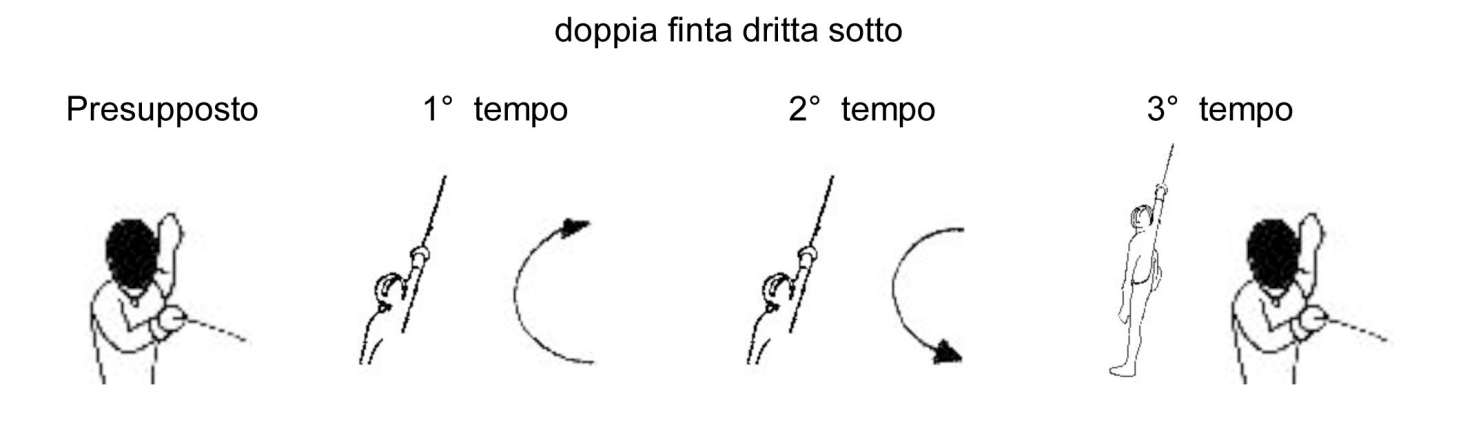 doppia finta dritta sotto
Presupposto 1° tempo 2° tempo 3° tempo